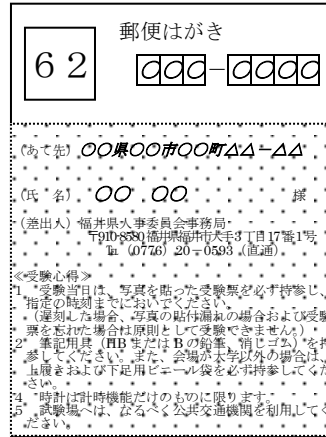 郵便はがき
６２
○○○－○○○○
(あて先) ○○県○○市○○町△△－△△
(氏 名) ○○ ○○ 様
(差出人) 福井県人事委員会事務局
〒910-8580 福井県福井市大手3丁目17番1号
℡ (0776) 20－0593 (直通)
≪受験心得≫
1 受験当日は、写真を貼った受験票を必ず持参し、
指定の時刻までにおいでください。
(遅刻した場合、写真の貼付漏れの場合および受験
票を忘れた場合は原則として受験できません。)
2 筆記用具（HBまたはBの鉛筆、消しゴム）を持
参してください。また、会場が大学以外の場合は、
上履きおよび下足用ビニール袋を必ず持参してくだ
さい。
4 時計は計時機能だけのものに限ります。
5 試験場へは、なるべく公共交通機関を利用してく
ださい。